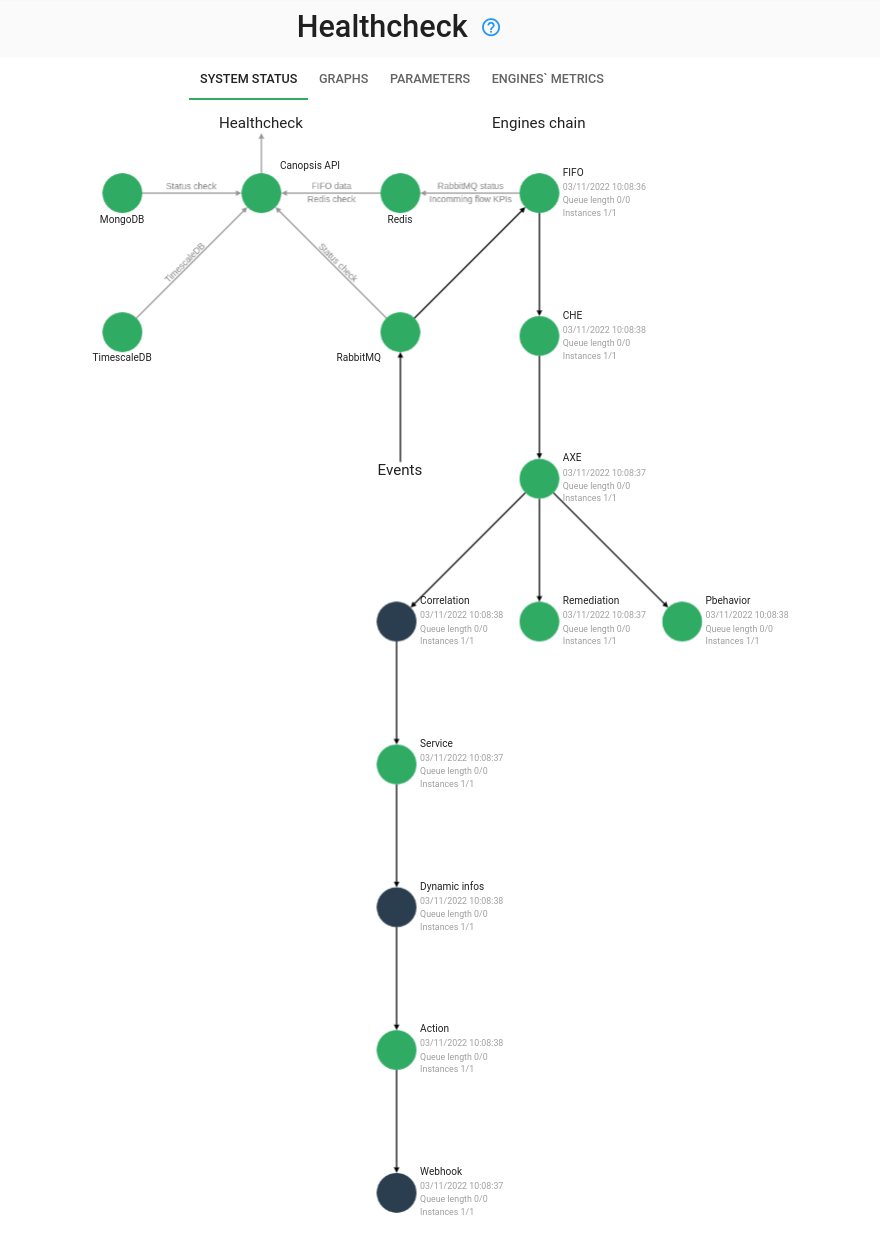 Healthcheck
SYSTEM STATUS
GRAPHS
PARAMETERS
ENGINES` METRICS
Healthcheck
Engines chain
Canopsis API
MongoDB
Status check
FIFO data
Redis check
Redis
RabbitMQ status
Incomming flow KPIs
FIFO
03/11/2022 10:08:36
Queue length 0/0
Instances 1/1
TimescaleDB
Status check
TimescaleDB
RabbitMQ
CHE
03/11/2022 10:08:38
Queue length 0/0
Instances 1/1
Events
AXE
03/11/2022 10:08:37
Queue length 0/0
Instances 1/1
Correlation
03/11/2022 10:08:38
Queue length 0/0
Instances 1/1
Remediation
03/11/2022 10:08:37
Queue length 0/0
Instances 1/1
Pbehavior
03/11/2022 10:08:38
Queue length 0/0
Instances 1/1
Service
03/11/2022 10:08:37
Queue length 0/0
Instances 1/1
Dynamic infos
03/11/2022 10:08:38
Queue length 0/0
Instances 1/1
Action
03/11/2022 10:08:38
Queue length 0/0
Instances 1/1
Webhook
03/11/2022 10:08:37
Queue length 0/0
Instances 1/1